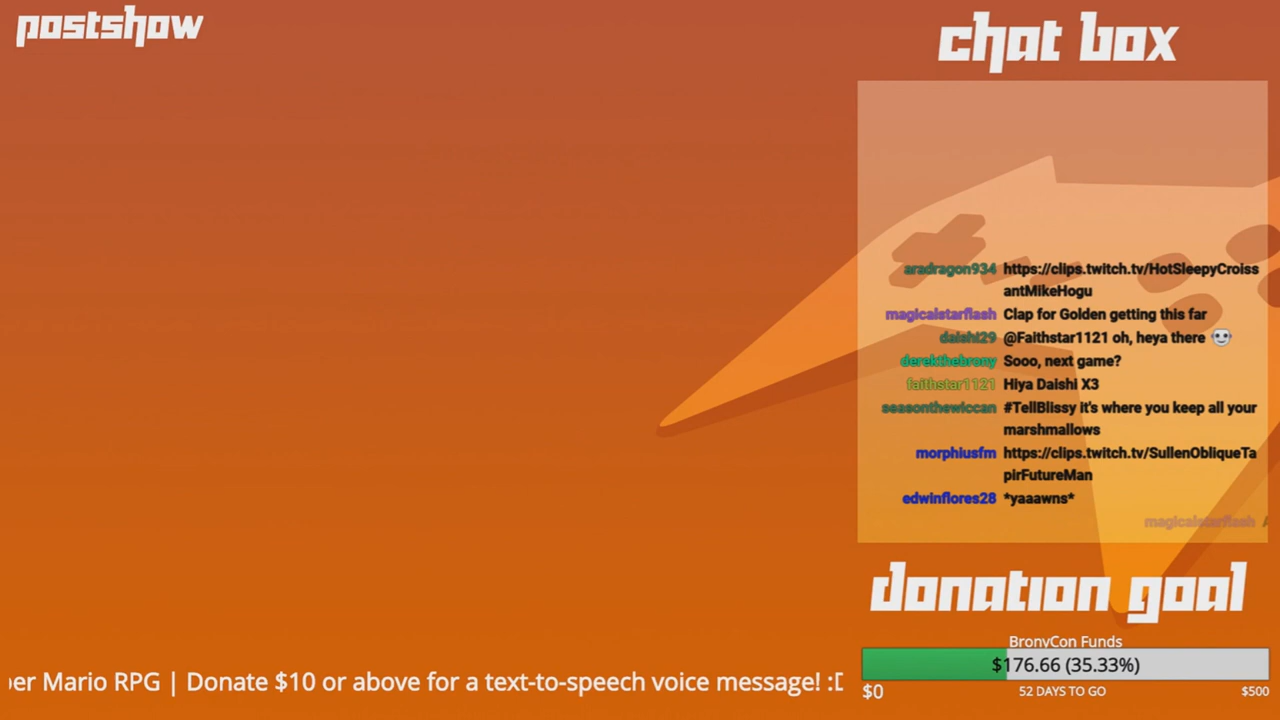 postshow
chat box
aradragon934 https://clips.twitch.tv/HotSleepyCroiss
antMikeHogu
magicalstarflash Clap for Golden getting this far
daishi29 @Faithstar1121 oh, heya there
derekthebrony Sooo, next game?
faithstar1121 Hiya Daishi X3
seasonthewiccan #TellBlissy it's where you keep all your
marshmallows
morphiusfm https://clips.twitch.tv/SullenObliqueTa
pirFutureMan
edwinflores28 *yaaawns*
magicalstarflash
donation goal
BronyCon Funds
$176.66 (35.33%)
$0 52 DAYS TO GO $500
Mario RPG | Donate $10 or above for a text-to-speech voice message!